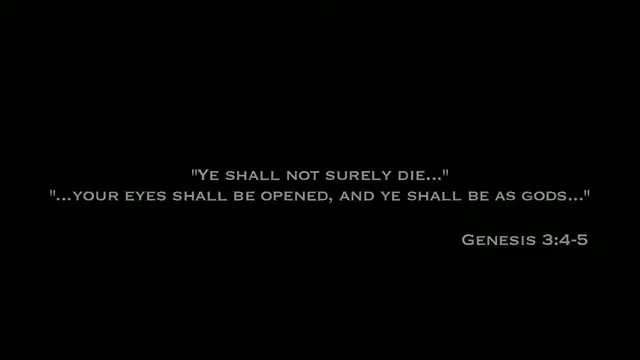 "Ye shall not surely die..."
"...your eyes shall be opened, and ye shall be as gods..."
Genesis 3:4-5